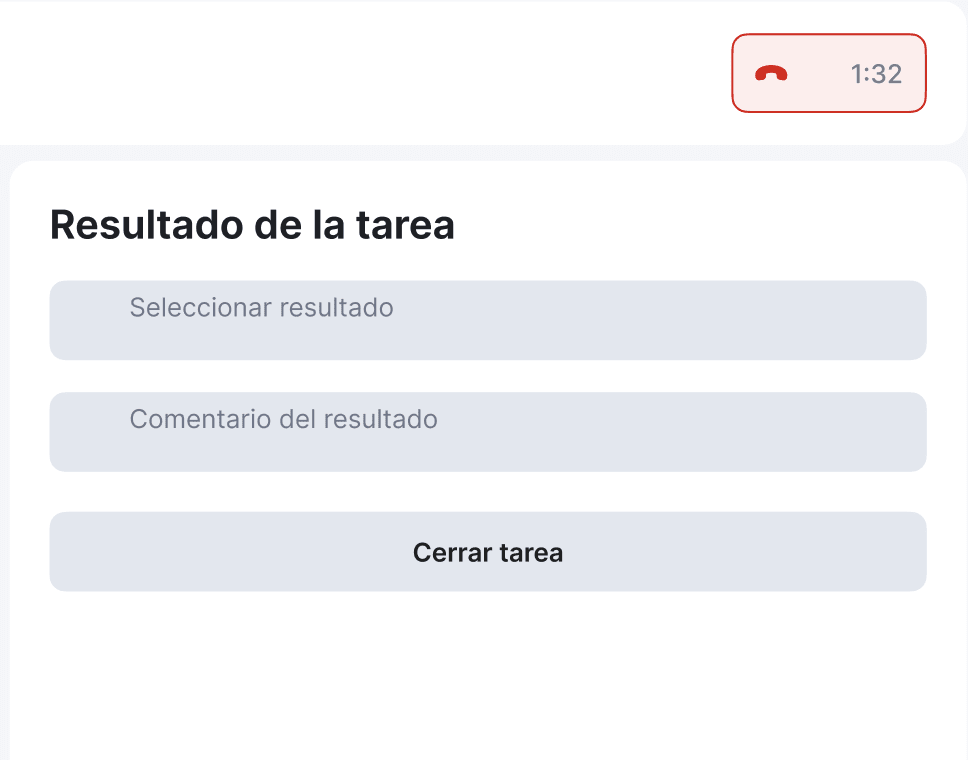 1:32
Resultado de la tarea
Seleccionar resultado
Comentario del resultado
Cerrar tarea